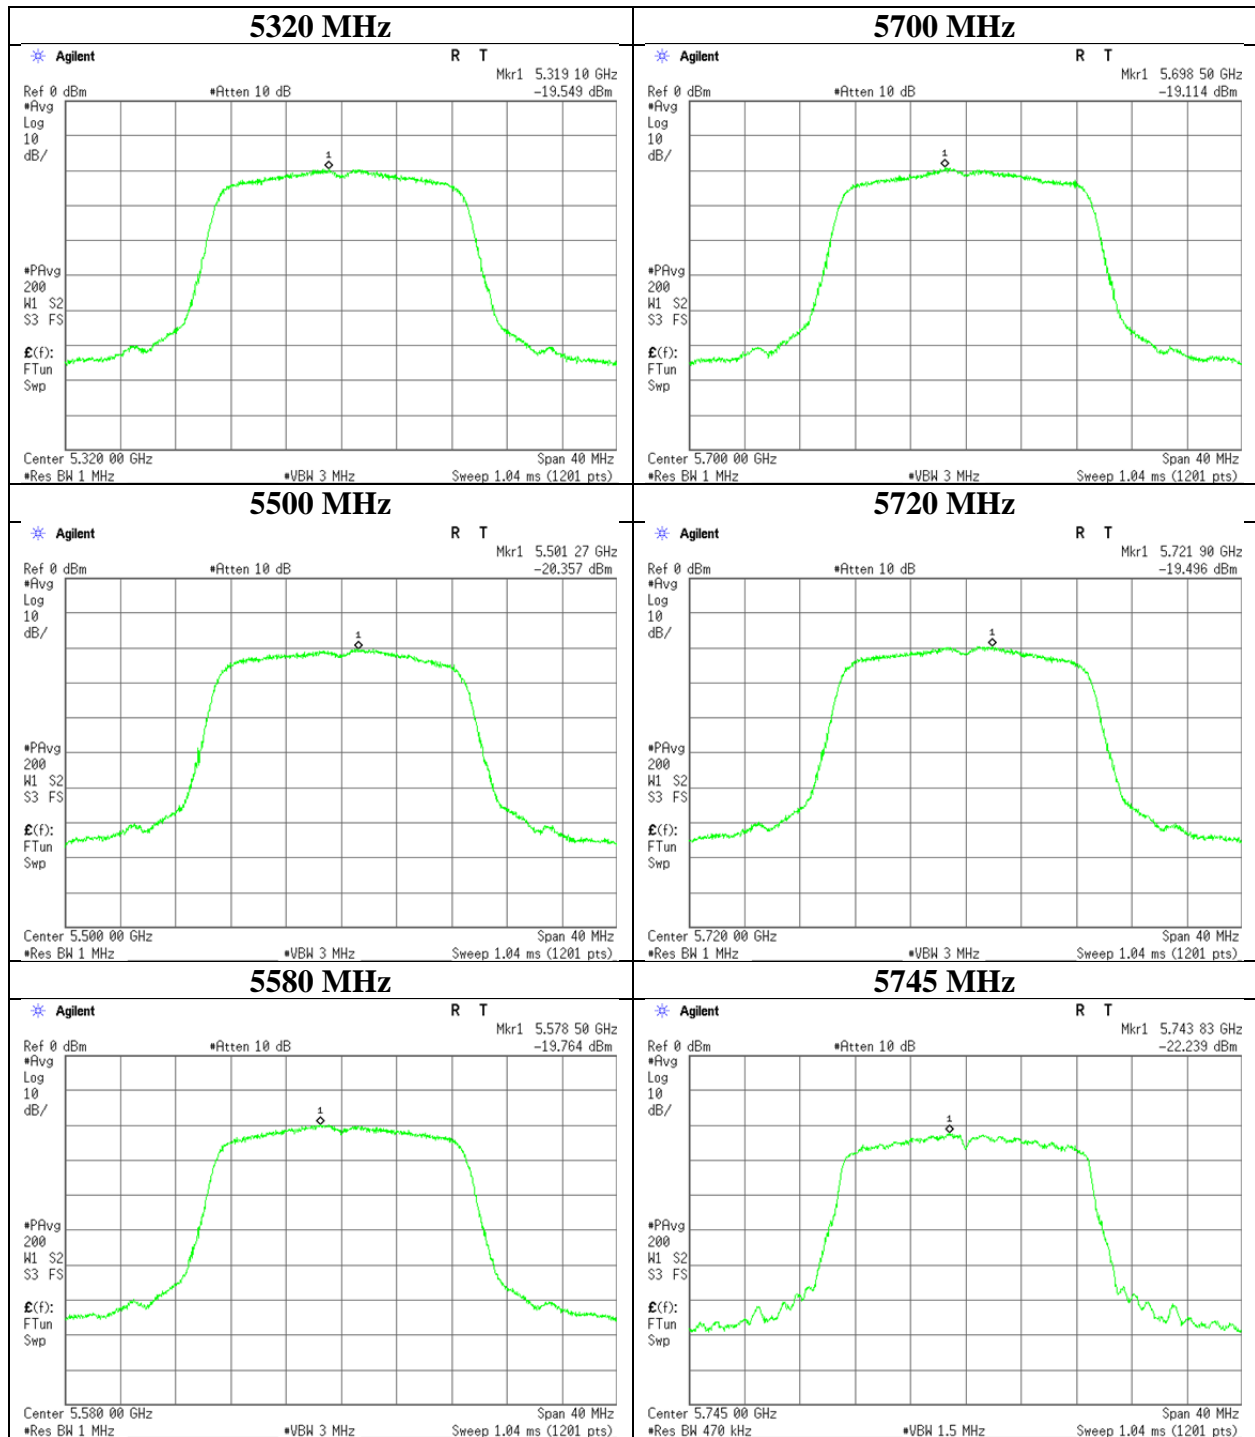 5320 MHz
Agilent R T
Mkr1 5.319 10 GHz
Ref 0 dBm #Atten 10 dB -19.549 dBm
#Avg
Log
10
dB/
1
#PAvg
200
W1 S2
S3 FS
£(f):
FTun
Swp
Center 5.320 00 GHz Span 40 MHz
#Res BW 1 MHz #VBW 3 MHz Sweep 1.04 ms (1201 pts)
5700 MHz
Agilent R T
Mkr1 5.698 50 GHz
Ref 0 dBm #Atten 10 dB -19.114 dBm
#Avg
Log
10
dB/
1
#PAvg
200
W1 S2
S3 FS
£(f):
FTun
Swp
Center 5.700 00 GHz Span 40 MHz
#Res BW 1 MHz #VBW 3 MHz Sweep 1.04 ms (1201 pts)
5500 MHz
Agilent R T
Mkr1 5.501 27 GHz
Ref 0 dBm #Atten 10 dB -20.357 dBm
#Avg
Log
10
dB/
1
#PAvg
200
W1 S2
S3 FS
£(f):
FTun
Swp
Center 5.500 00 GHz Span 40 MHz
#Res BW 1 MHz #VBW 3 MHz Sweep 1.04 ms (1201 pts)
5720 MHz
Agilent R T
Mkr1 5.721 90 GHz
Ref 0 dBm #Atten 10 dB -19.496 dBm
#Avg
Log
10
dB/
1
#PAvg
200
W1 S2
S3 FS
£(f):
FTun
Swp
Center 5.720 00 GHz Span 40 MHz
#Res BW 1 MHz #VBW 3 MHz Sweep 1.04 ms (1201 pts)
5580 MHz
Agilent R T
Mkr1 5.578 50 GHz
Ref 0 dBm #Atten 10 dB -19.764 dBm
#Avg
Log
10
dB/
1
#PAvg
200
W1 S2
S3 FS
£(f):
FTun
Swp
Center 5.580 00 GHz Span 40 MHz
#Res BW 1 MHz #VBW 3 MHz Sweep 1.04 ms (1201 pts)
5745 MHz
Agilent R T
Mkr1 5.743 83 GHz
Ref 0 dBm #Atten 10 dB -22.239 dBm
#Avg
Log
10
dB/
1
#PAvg
200
W1 S2
S3 FS
£(f):
FTun
Swp
Center 5.745 00 GHz Span 40 MHz
#Res BW 470 kHz #VBW 1.5 MHz Sweep 1.04 ms (1201 pts)